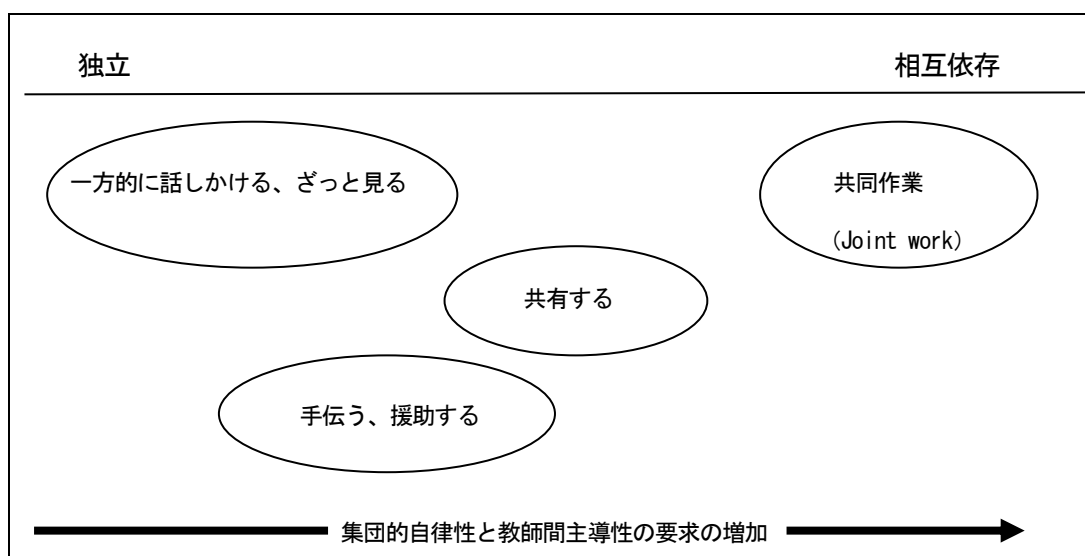 独立
相互依存
一方的に話しかける、ざっと見る
共同作業
(Joint work)
共有する
手伝う、援助する
集団的自律性と教師間主導性の要求の増加